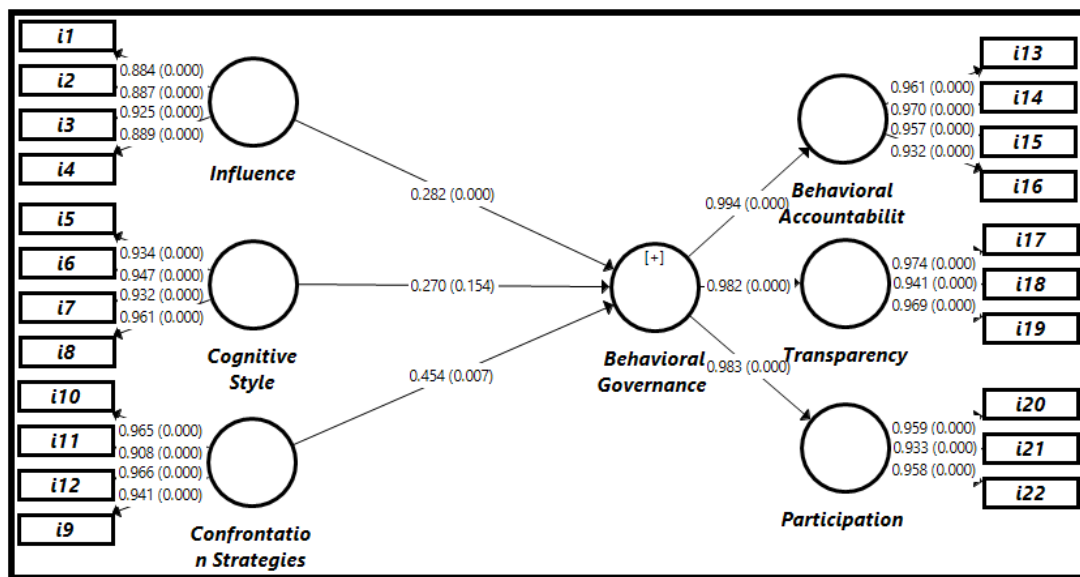 i1
i2
i3
i4
0.884 (0.000)
0.887 (0.000)
0.925 (0.000)
0.889 (0.000)
Influence
i5
i6
i7
i8
0.934 (0.000)
0.947 (0.000)
0.932 (0.000)
0.961 (0.000)
Cognitive
Style
i10
i11
i12
i9
0.965 (0.000)
0.908 (0.000)
0.966 (0.000)
0.941 (0.000)
Confrontatio
n Strategies
0.282 (0.000)
0.270 (0.154)
0.454 (0.007)
[+]
Behavioral
Governance
0.994 (0.000)
0.982 (0.000)
0.983 (0.000)
Behavioral
Accountabilit
0.961 (0.000)
0.970 (0.000)
0.957 (0.000)
0.932 (0.000)
i13
i14
i15
i16
Transparency
0.974 (0.000)
0.941 (0.000)
0.969 (0.000)
i17
i18
i19
Participation
0.959 (0.000)
0.933 (0.000)
0.958 (0.000)
i20
i21
i22